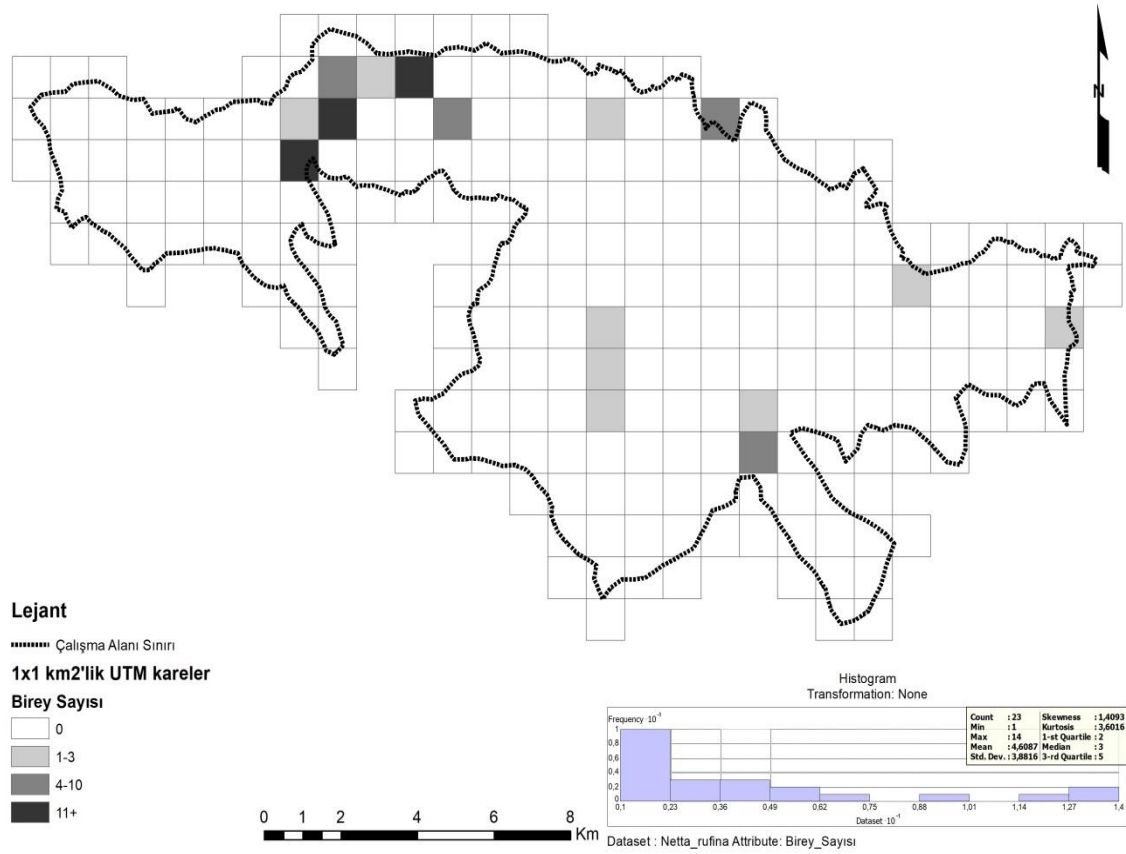 N
Lejant
Çalışma Alanı Sınırı
1x1 km2'lik UTM kareler
Birey Sayısı
0
1-3
4-10
11+
0 1 2 4 6 8
Km
Histogram
Transformation: None
Frequency · 10⁻¹
1
0,8
0,6
0,4
0,2
0,1 0,23 0,36 0,49 0,62 0,75 0,88 1,01 1,14 1,27 1,4
Dataset · 10⁻¹
Count : 23 Skewness : 1,4093
Min : 1 Kurtosis : 3,6016
Max : 14 1-st Quartile : 2
Mean : 4,6087 Median : 3
Std. Dev. : 3,8816 3-rd Quartile : 5
Dataset : Netta_rufina Attribute: Birey_Sayısı